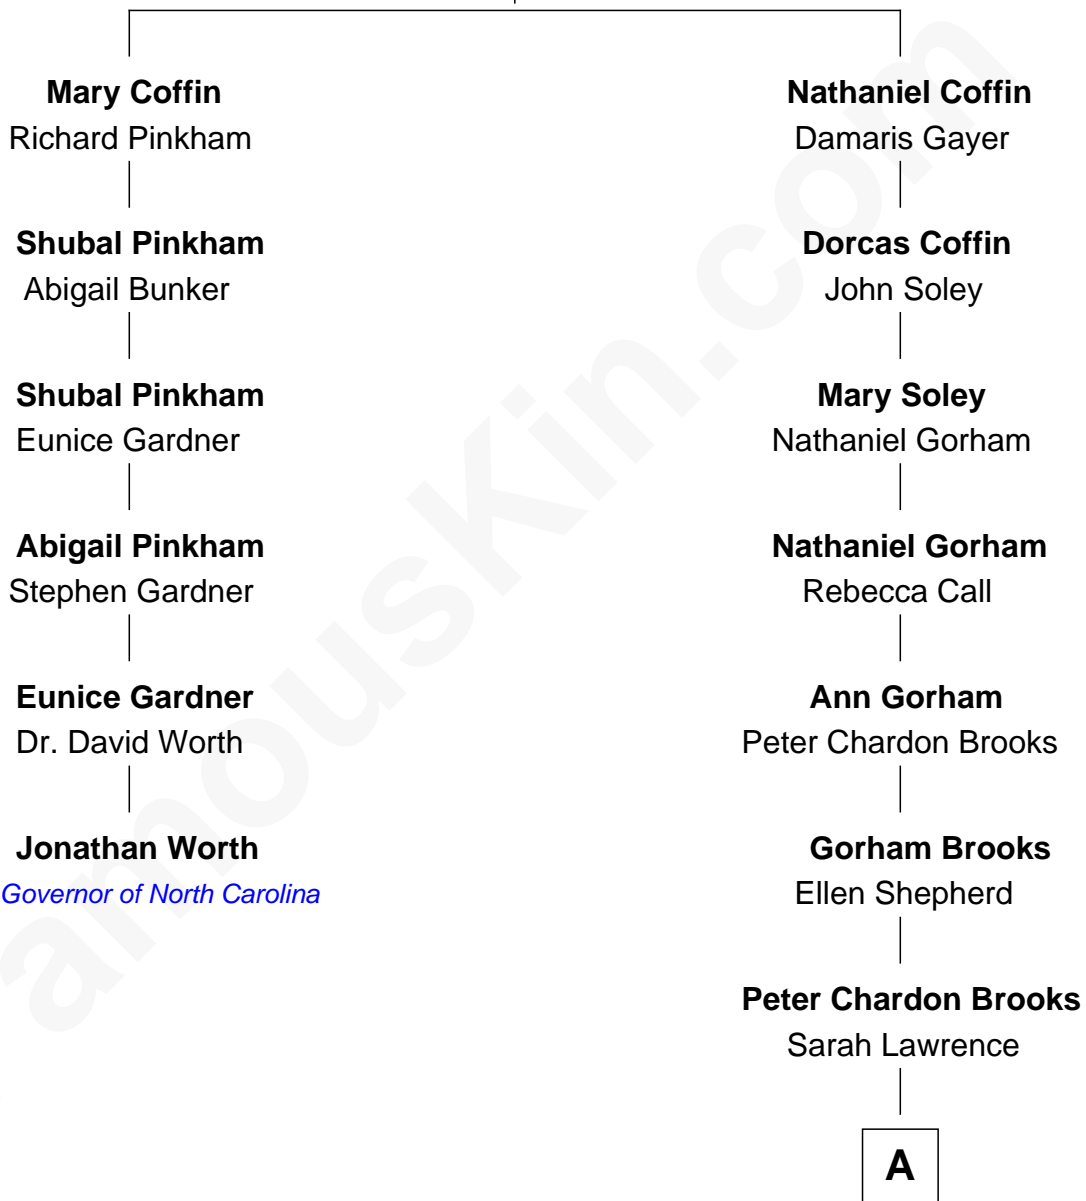 Mary Coffin
Richard Pinkham
Nathaniel Coffin
Damaris Gayer
Shubal Pinkham
Abigail Bunker
Dorcas Coffin
John Soley
Shubal Pinkham
Eunice Gardner
Mary Soley
Nathaniel Gorham
Abigail Pinkham
Stephen Gardner
Nathaniel Gorham
Rebecca Call
Eunice Gardner
Dr. David Worth
Ann Gorham
Peter Chardon Brooks
Jonathan Worth
Governor of North Carolina
Gorham Brooks
Ellen Shepherd
Peter Chardon Brooks
Sarah Lawrence
A
amouskin.com